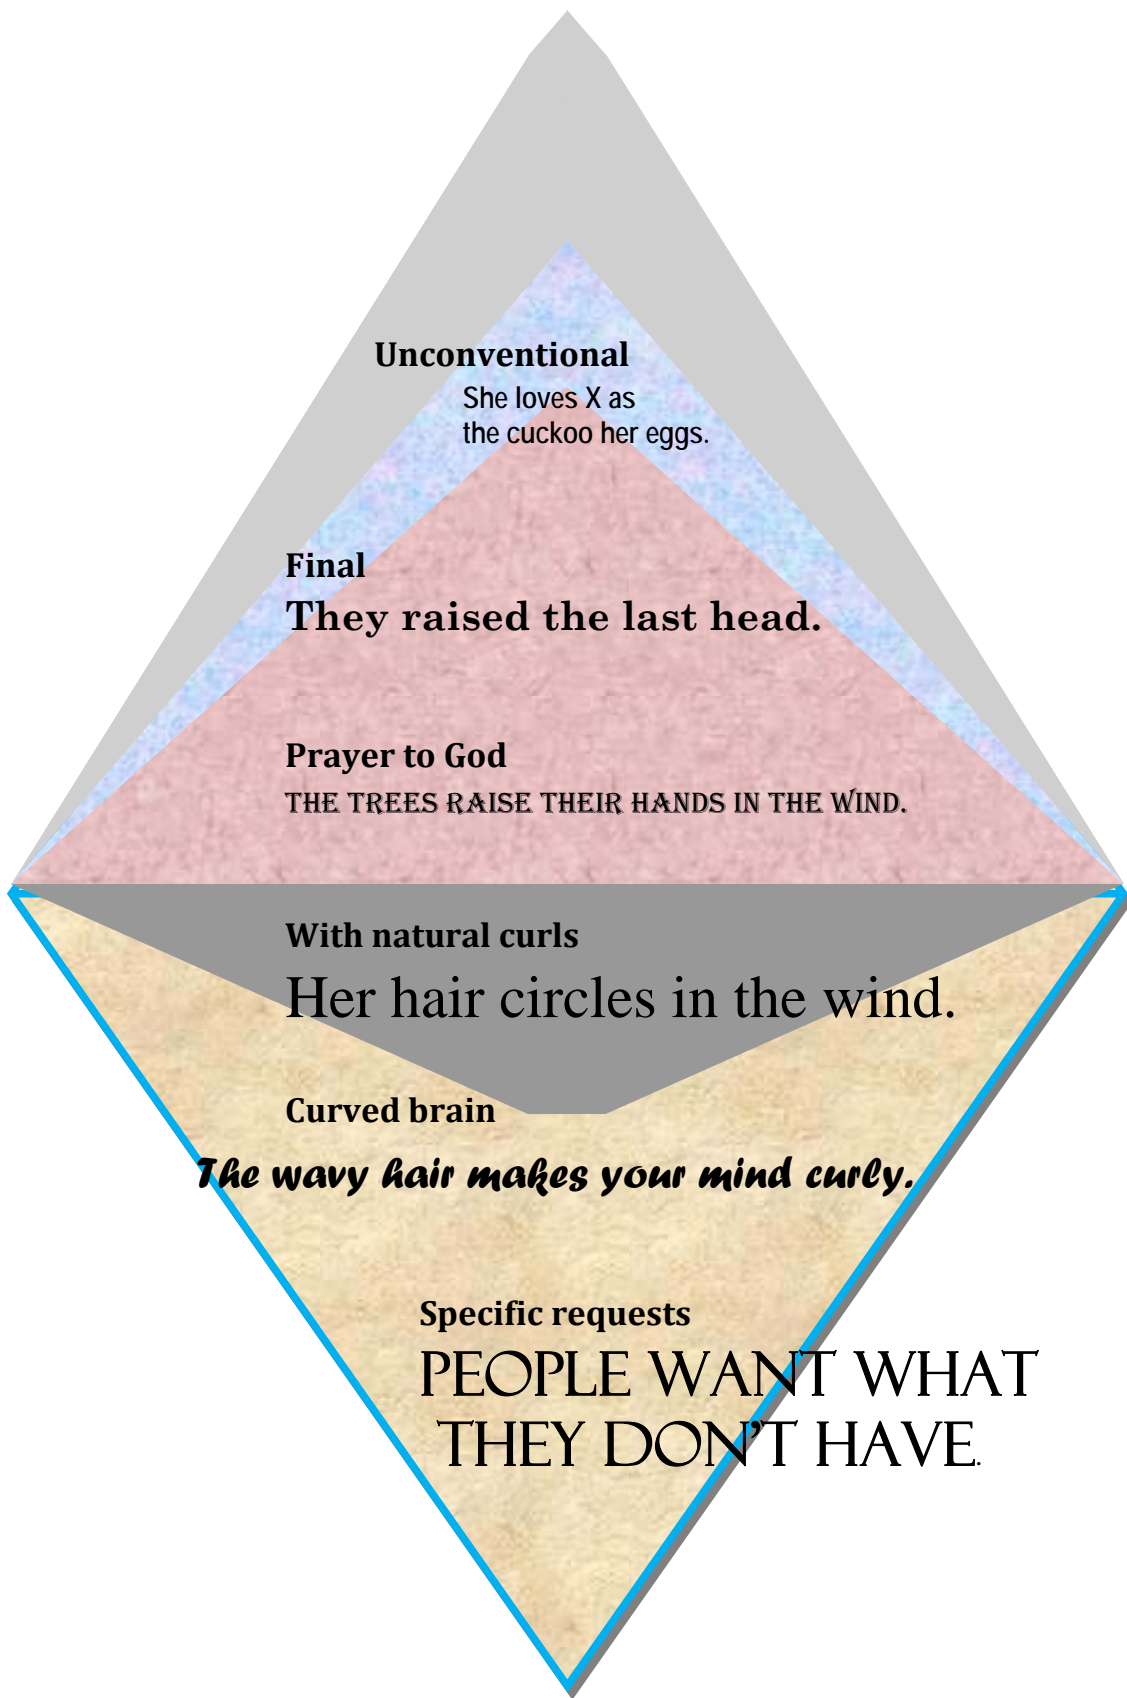 Unconventional
She loves X as
the cuckoo her eggs.
Final
They raised the last head.
Prayer to God
THE TREES RAISE THEIR HANDS IN THE WIND.
With natural curls
Her hair circles in the wind.
Curved brain
The wavy hair makes your mind curly.
Specific requests
PEOPLE WANT WHAT
THEY DON'T HAVE.